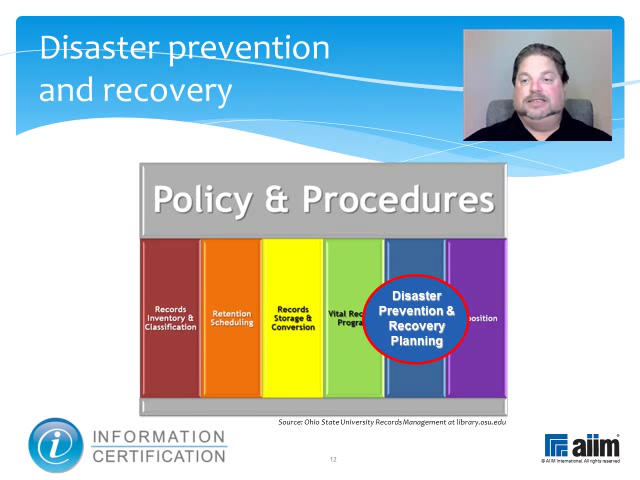 Disaster prevention
and recovery
Policy & Procedures
Records
Inventory &
Classification
Retention
Scheduling
Records
Storage &
Conversion
Vital Rec
Progra
Disaster
Prevention &
Recovery
Planning
position
Source: Ohio State University Records Management at library.osu.edu
i
INFORMATION
CERTIFICATION
12
aiim
© AIIM International. All rights reserved